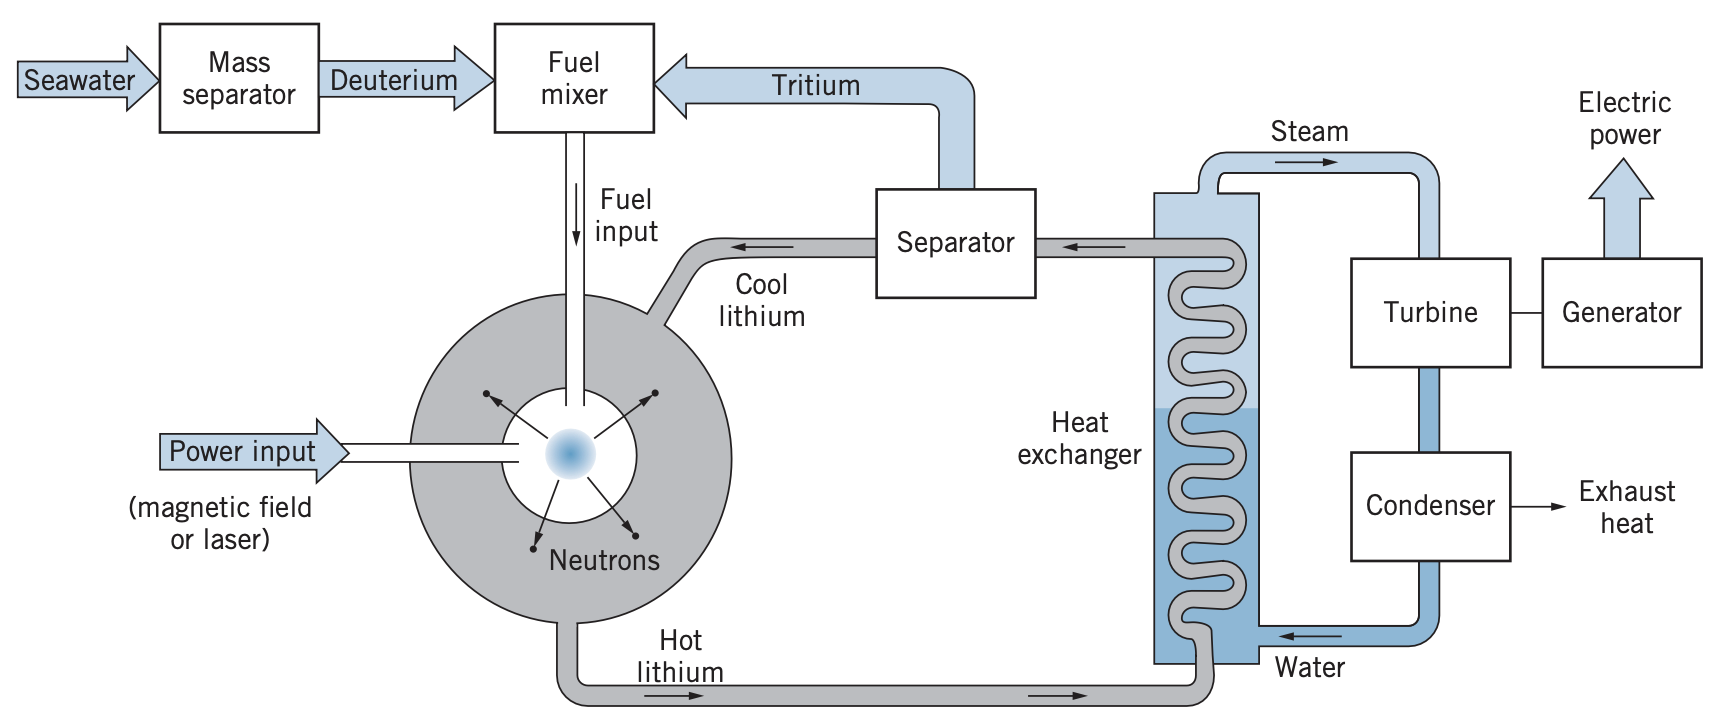 Seawater
Mass
separator
Deuterium
Fuel
mixer
Tritium
Fuel
input
Separator
Cool
lithium
Steam
Electric
power
Turbine
Generator
Heat
exchanger
Power input
(magnetic field
or laser)
Neutrons
Condenser
Exhaust
heat
Hot
lithium
Water